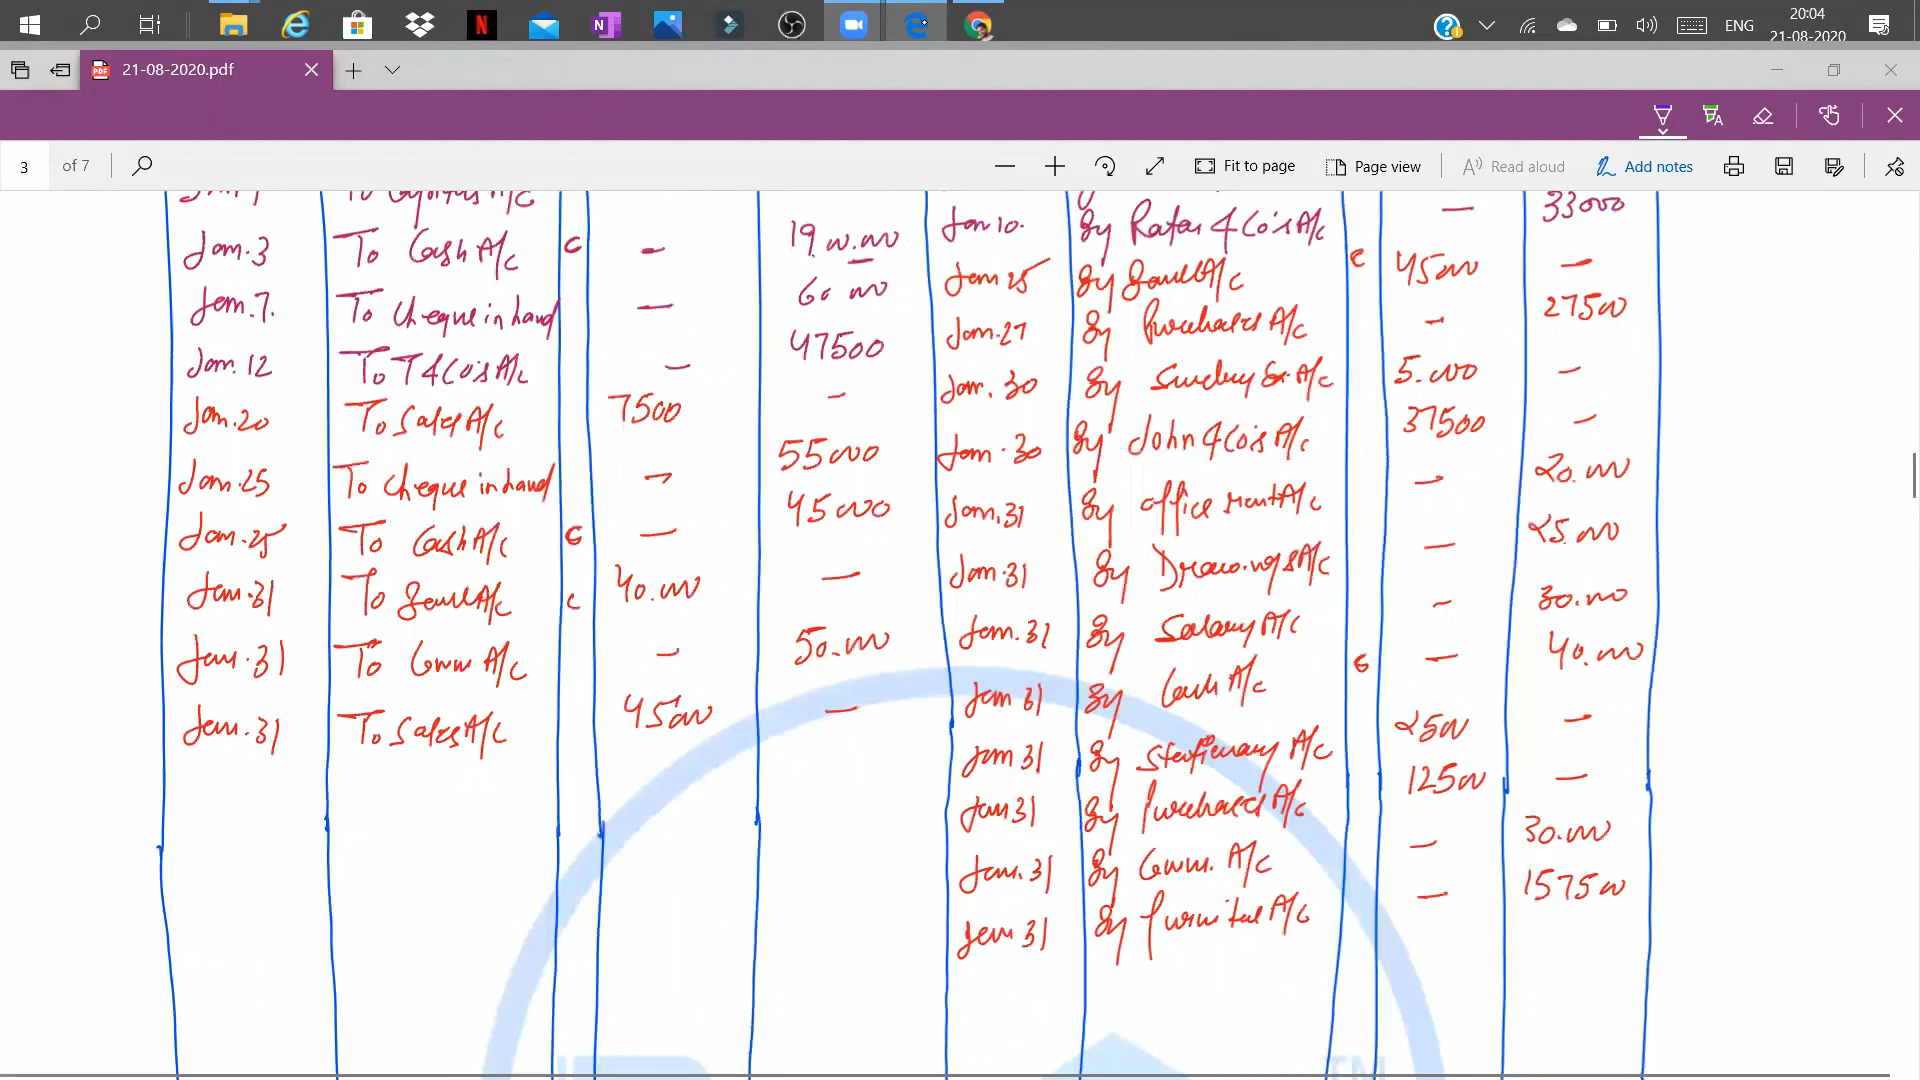 20:04
ENG
21-08-2020
21-08-2020.pdf
3 of 7
Fit to page
Page view
Read aloud
Add notes
Jan.3 To Cash A/c C - 19.00.000
Jan.7. To Cheque in hand - 60000
Jan.12 To T & Co's A/c - 47500
Jan.20 To Sales A/c 7500 -
Jan.25 To Cheque in hand - 55000
Jan.25 To Cash A/c C - 45000
Jan.31 To Bank A/c C 40.000 -
Jan.31 To Comm A/c - 50.000
Jan.31 To Sales A/c 45000 -
Jan 10. By Ratan & Co's A/c - 33000
Jan 25 By Bank A/c C 45000 -
Jan.27 By Purchases A/c - 27500
Jan.30 By Sundry A/c 5.000 -
Jan.30 By John & Co's A/c 37500 -
Jan.31 By Office Rent A/c - 20.000
Jan.31 By Drawings A/c - 25.000
Jan.31 By Salary A/c - 30.000
Jan 31 By Cash A/c C - 40.000
Jan 31 By Stationary A/c 2500 -
Jan 31 By Purchases A/c 12500 -
Jan.31 By Comm. A/c - 30.000
Jan 31 By Furniture A/c - 157500
TM